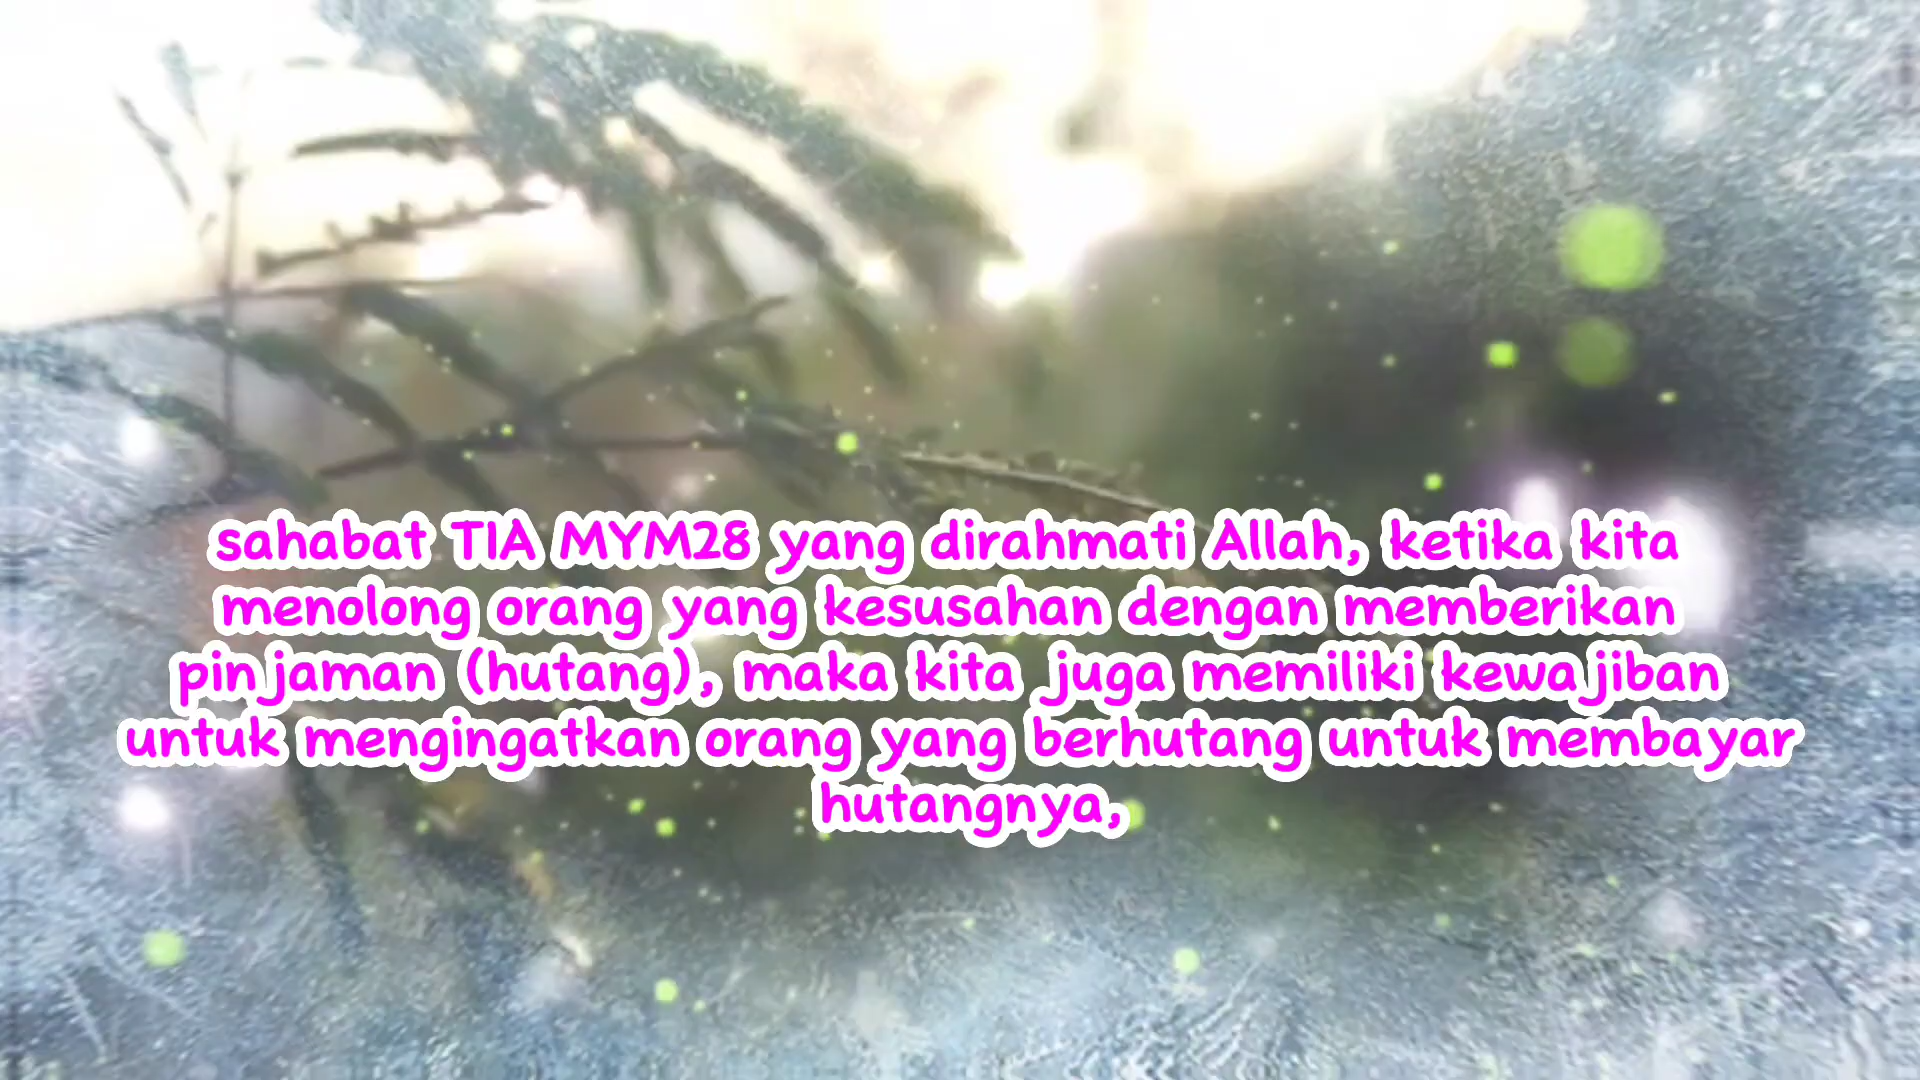 sahabat TIA MYM28 yang dirahmati Allah, ketika kita
menolong orang yang kesusahan dengan memberikan
pinjaman (hutang), maka kita juga memiliki kewajiban
untuk mengingatkan orang yang berhutang untuk membayar
hutangnya,